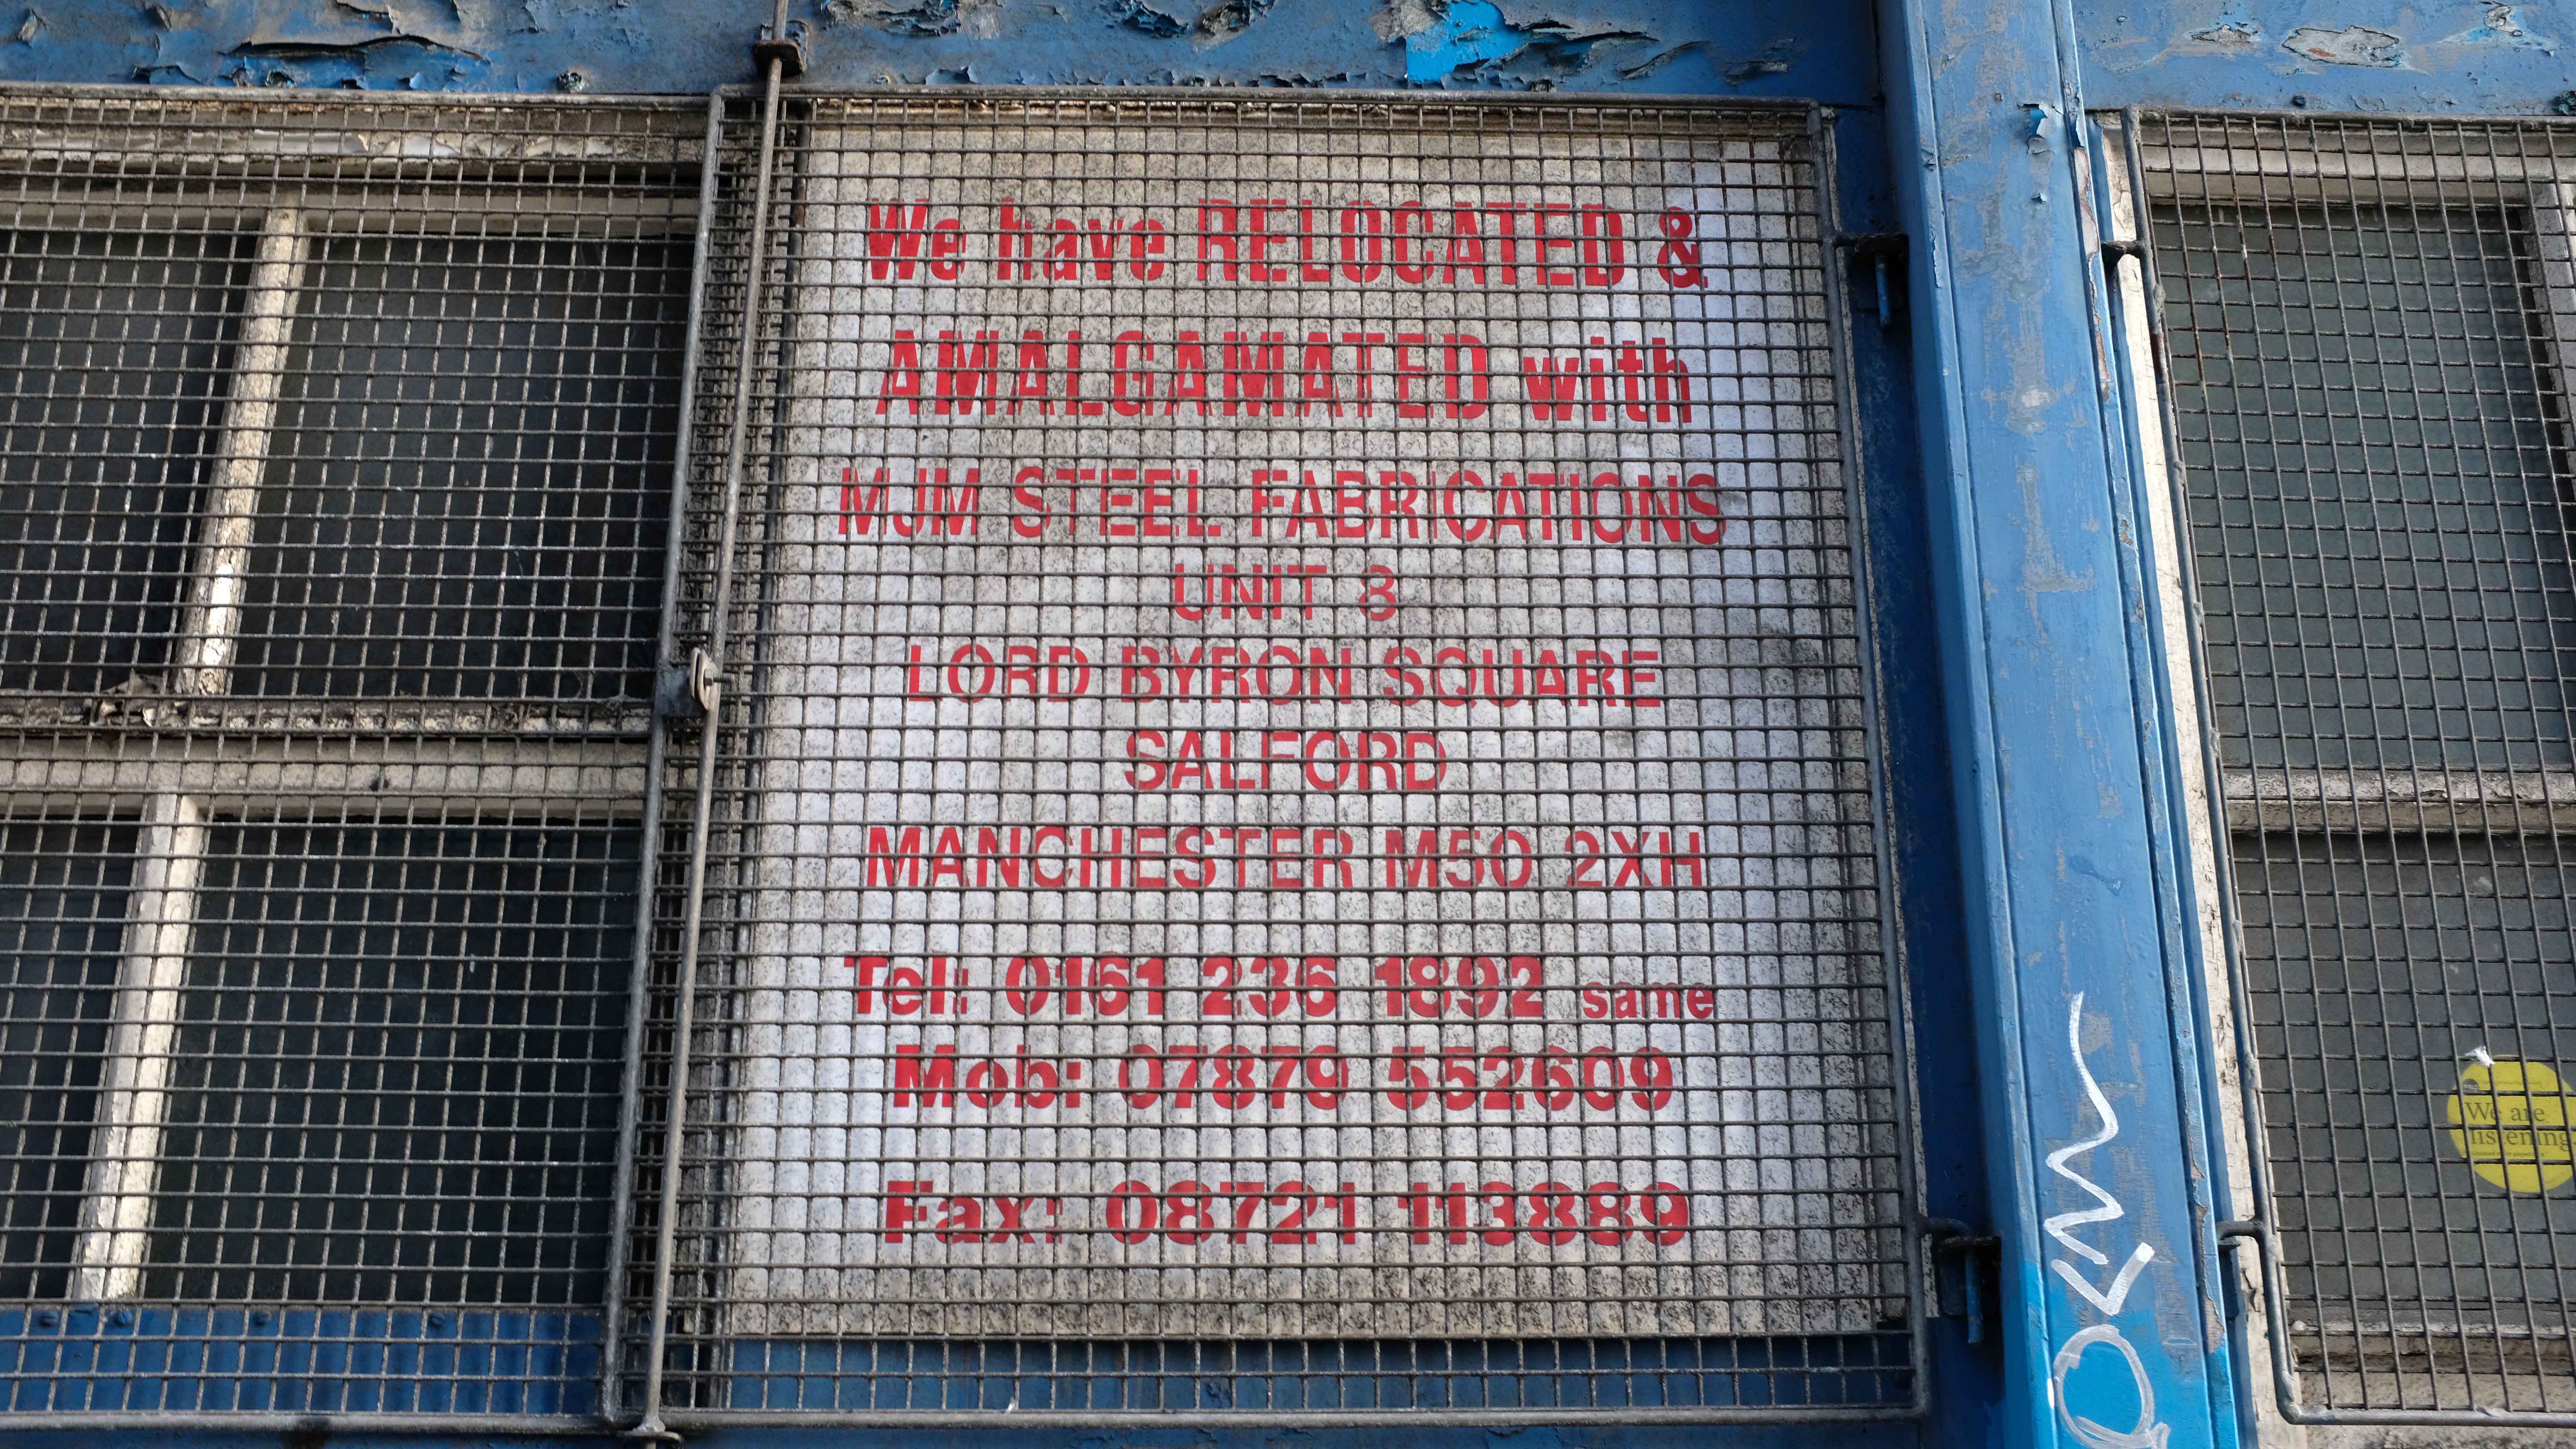 We have RELOCATED &
AMALGAMATED with
MJM STEEL FABRICATIONS
UNIT 8
LORD BYRON SQUARE
SALFORD
MANCHESTER M50 2XH
Tel: 0161 236 1892 same
Mob: 07879 552609
Fax: 08721 113889
We are
listening